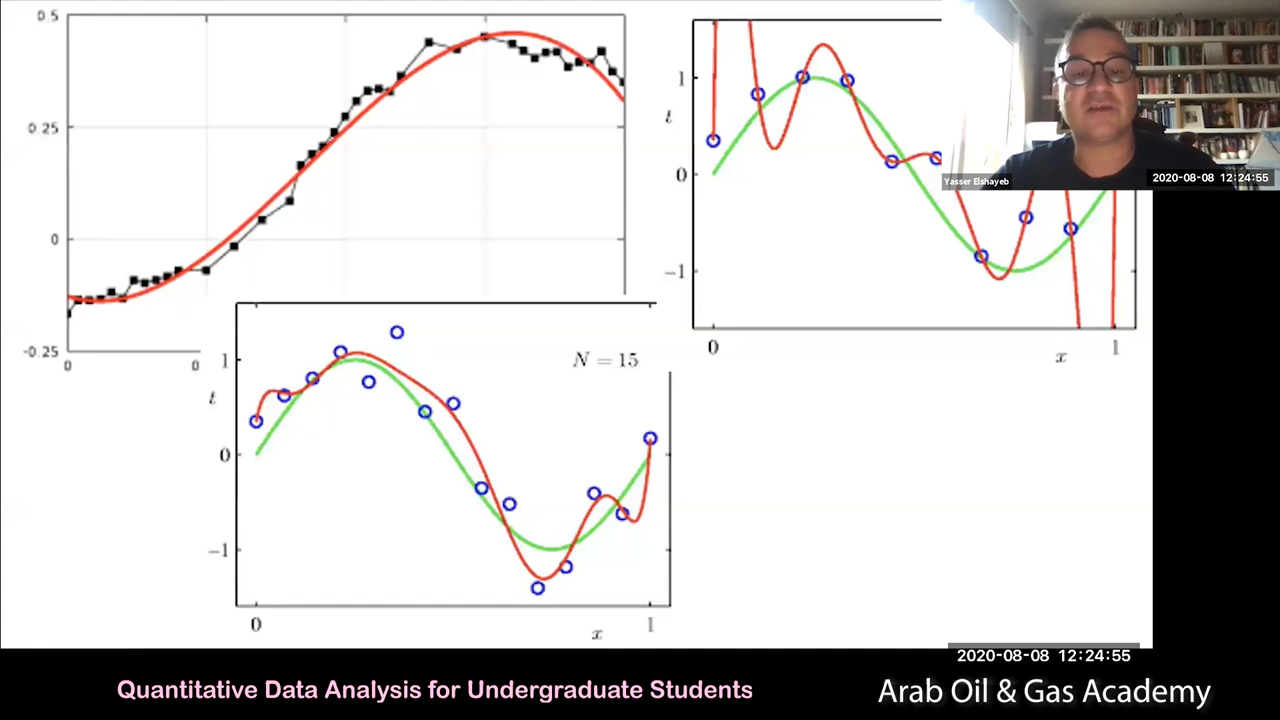 0.5
0.25
0
-0.25
0
0
1
t
0
−1
0
x
1
Yasser Elshayeb
2020-08-08 12:24:55
N = 15
1
t
0
−1
0
x
1
2020-08-08 12:24:55
Quantitative Data Analysis for Undergraduate Students
Arab Oil & Gas Academy